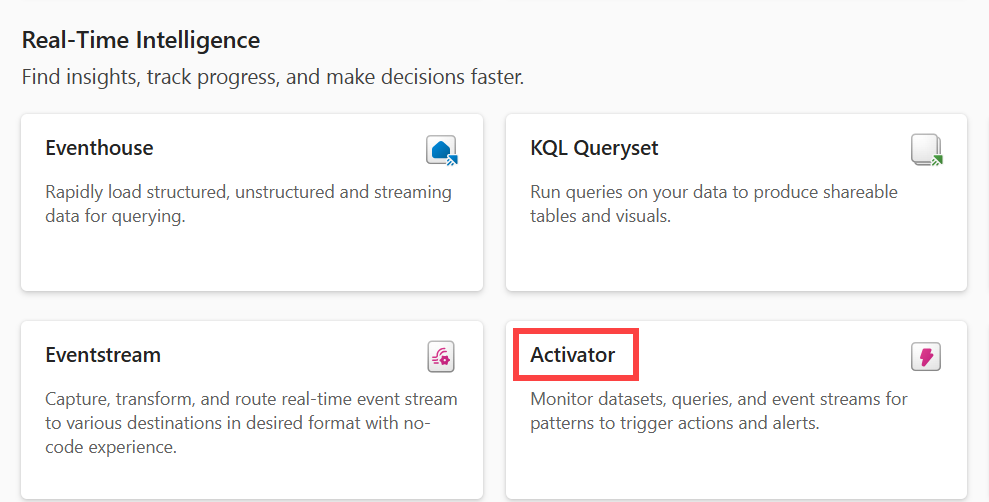 Real-Time Intelligence
Find insights, track progress, and make decisions faster.
Eventhouse
Rapidly load structured, unstructured and streaming
data for querying.
KQL Queryset
Run queries on your data to produce shareable
tables and visuals.
Eventstream
Capture, transform, and route real-time event stream
to various destinations in desired format with no-
code experience.
Activator
Monitor datasets, queries, and event streams for
patterns to trigger actions and alerts.